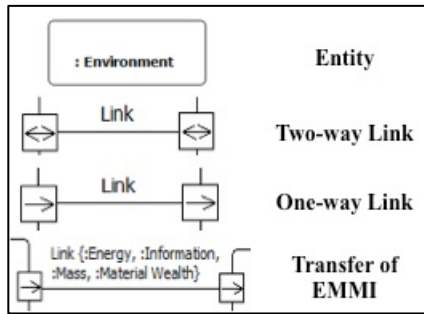 : Environment
Entity
Link
Two-way Link
Link
One-way Link
Link {:Energy, :Information,
:Mass, :Material Wealth}
Transfer of
EMMI